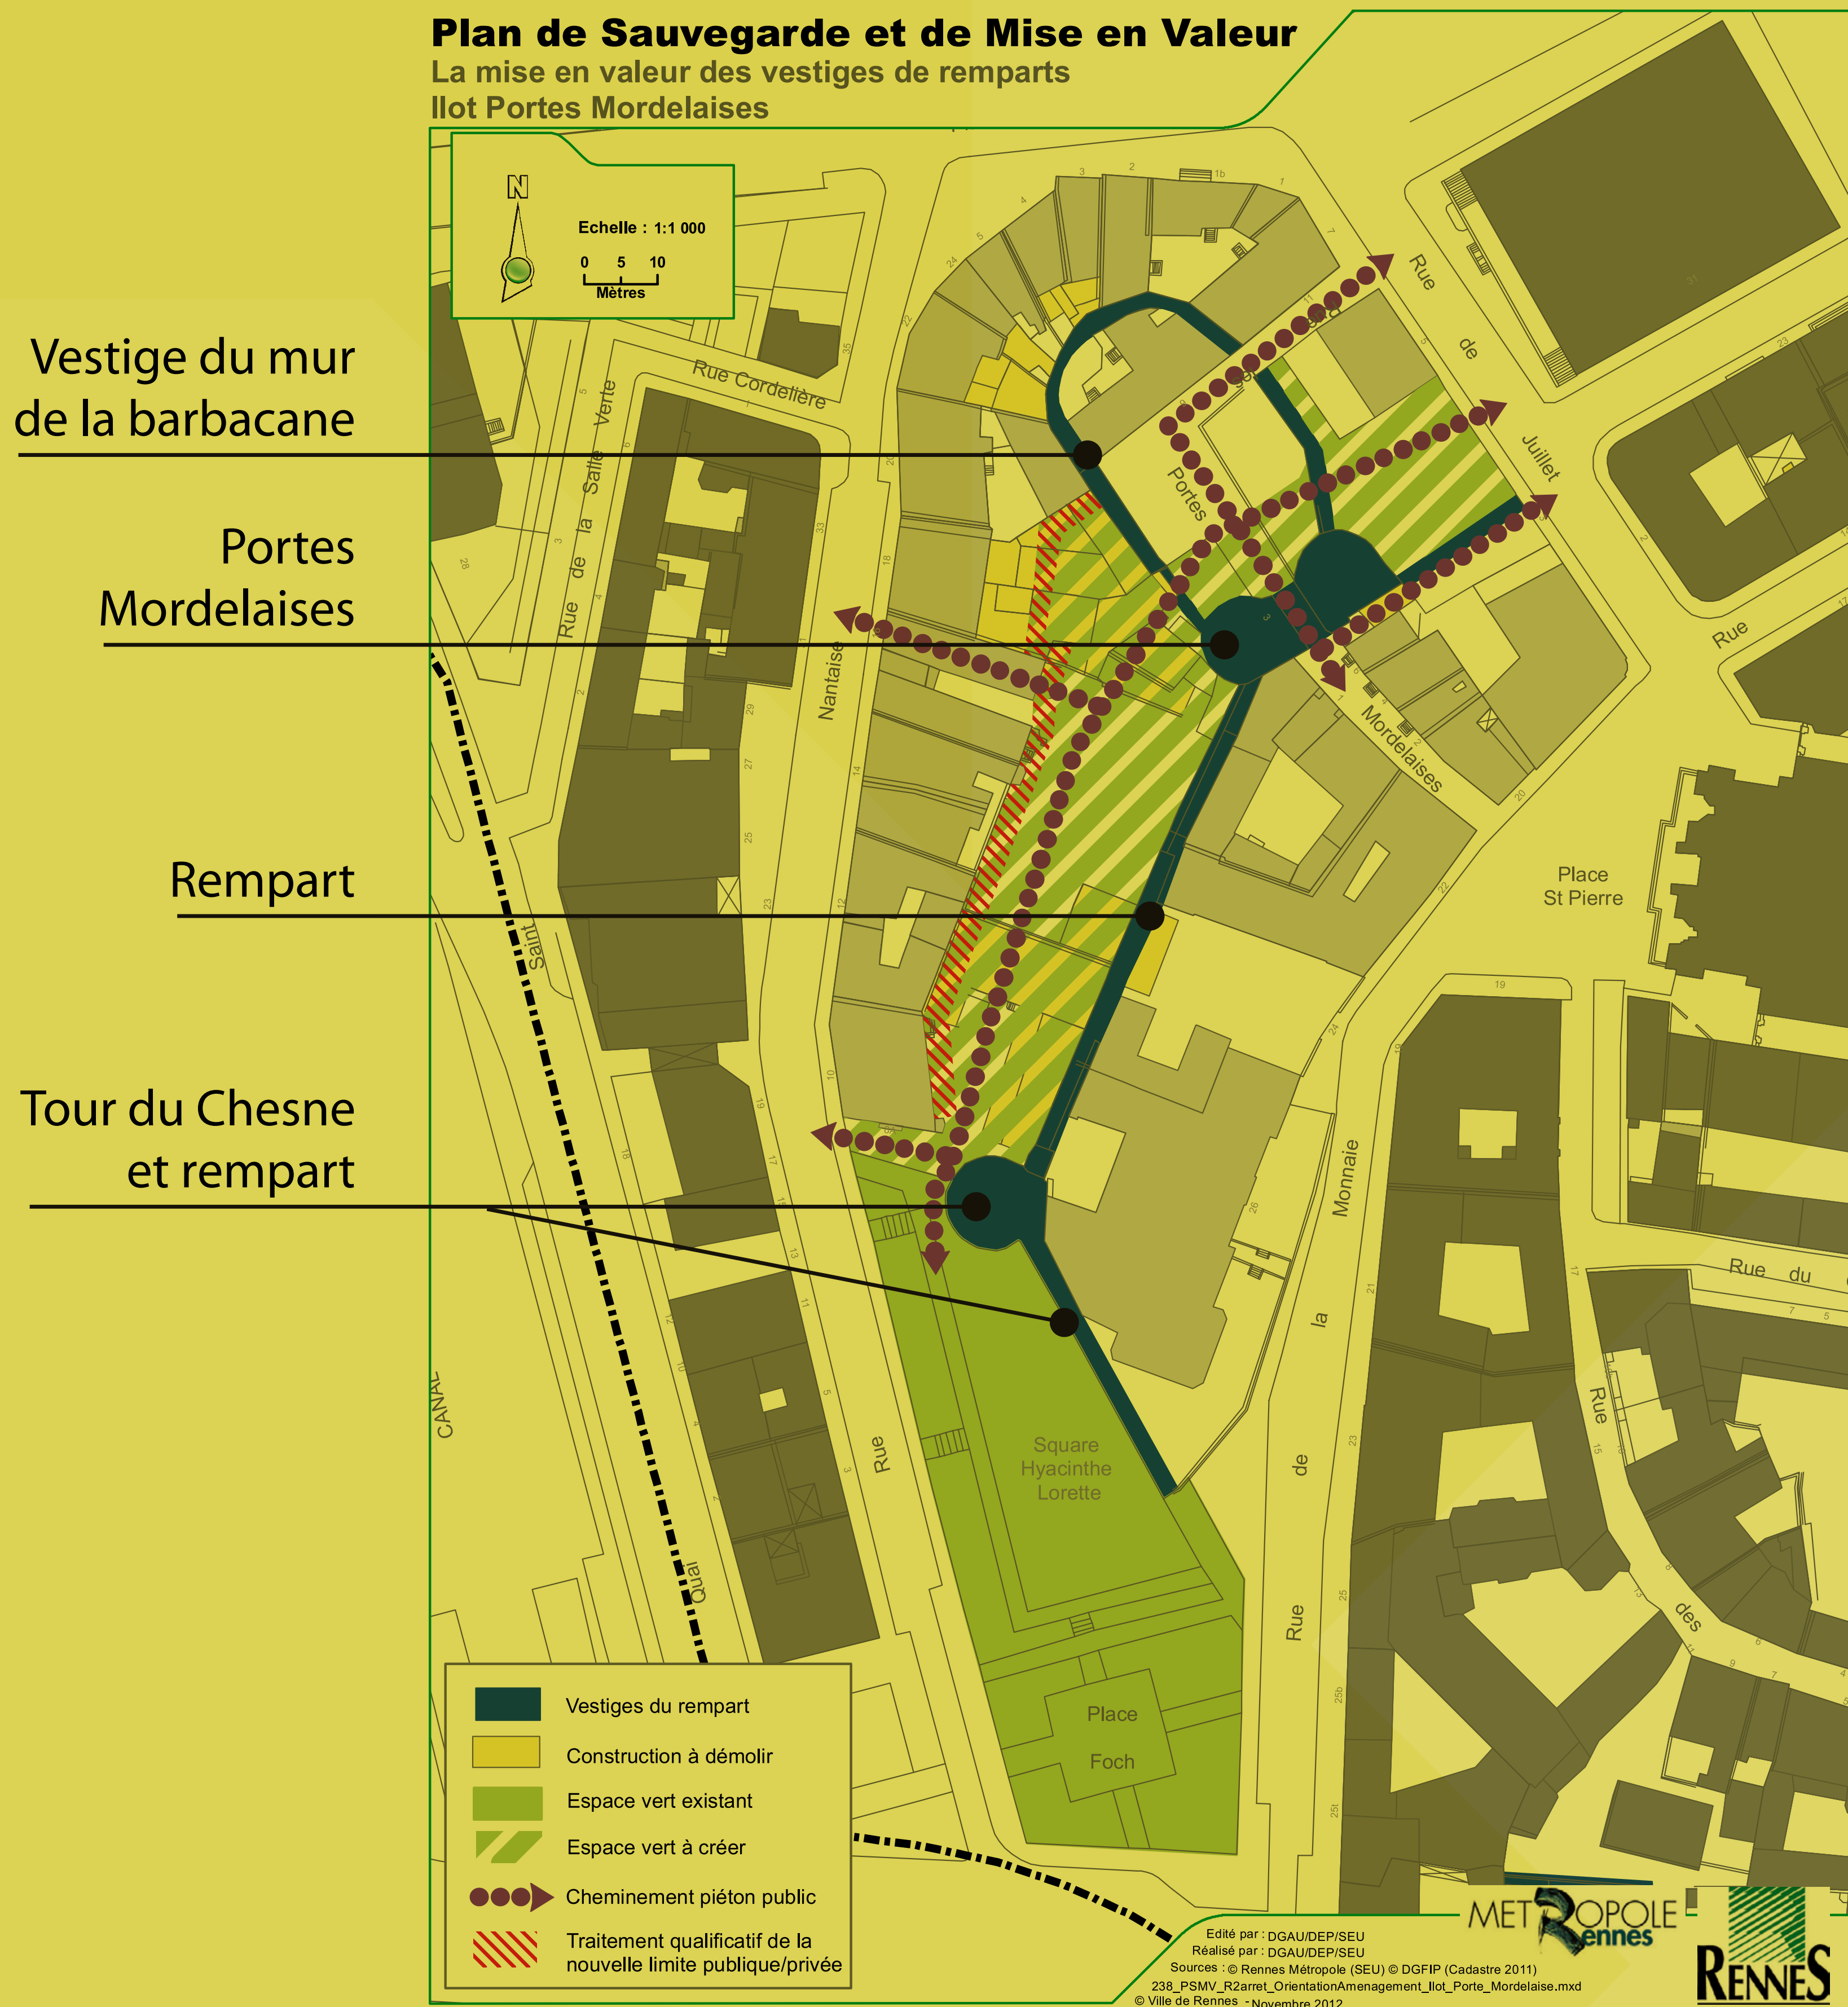 Plan de Sauvegarde et de Mise en Valeur
La mise en valeur des vestiges de remparts
Ilot Portes Mordelaises
N
Echelle : 1:1 000
0 5 10
Mètres
Vestige du mur
de la barbacane
Portes
Mordelaises
Rempart
Tour du Chesne
et rempart
Rue Cordelière
Rue de la Salle Verte
Rue de Juillet
Portes
Mordelaises
Nantaise
Rue
Rue
Place
St Pierre
Saint
Quai
CANAL
Rue de la Monnaie
Rue du
Rue des
Square
Hyacinthe
Lorette
Place
Foch
Vestiges du rempart
Construction à démolir
Espace vert existant
Espace vert à créer
Cheminement piéton public
Traitement qualificatif de la
nouvelle limite publique/privée
METROPOLE
Rennes
RENNES
Edité par : DGAU/DEP/SEU
Réalisé par : DGAU/DEP/SEU
Sources : © Rennes Métropole (SEU) © DGFIP (Cadastre 2011)
238_PSMV_R2arret_OrientationAmenagement_Ilot_Porte_Mordelaise.mxd
© Ville de Rennes - Novembre 2012